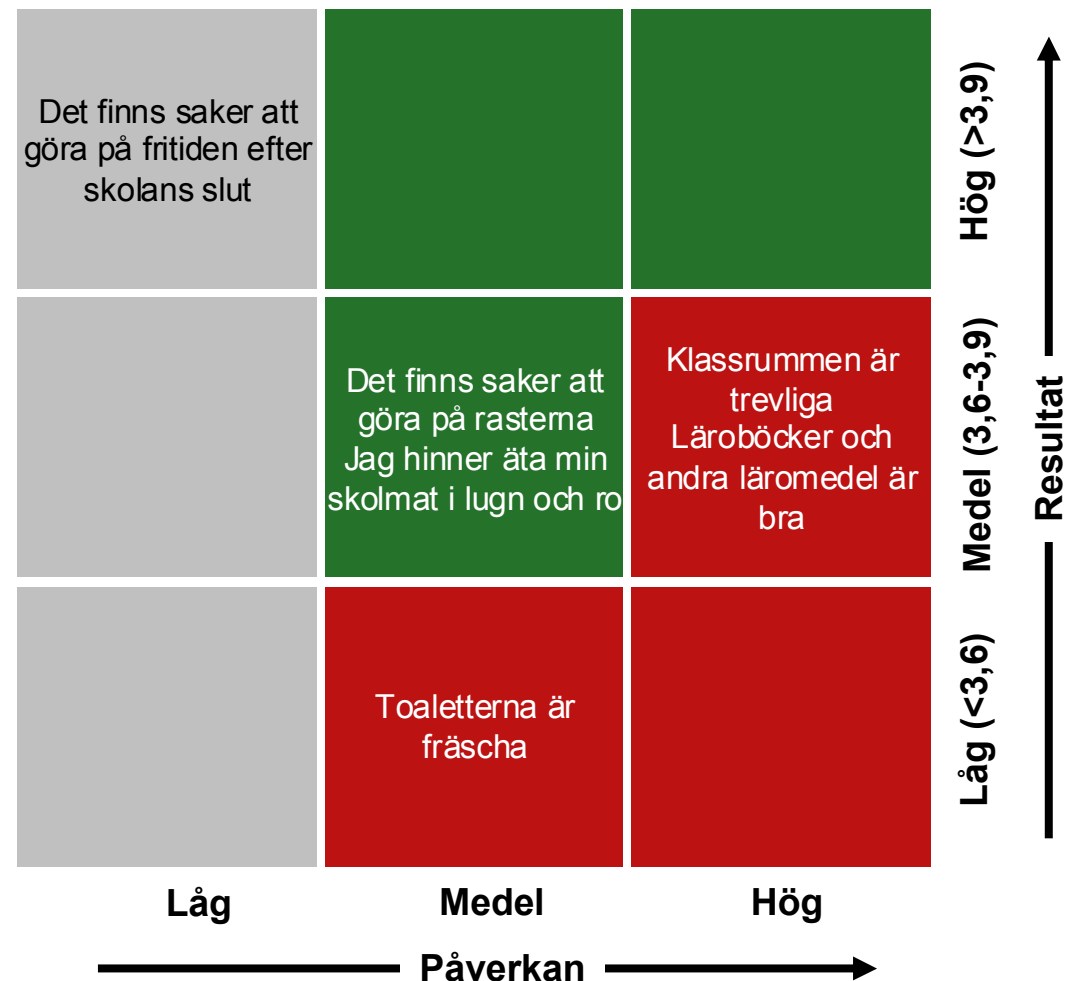 Det finns saker att
göra på fritiden efter
skolans slut
Hög (>3,9)
Det finns saker att
göra på rasterna
Jag hinner äta min
skolmat i lugn och ro
Klassrummen är
trevliga
Läroböcker och
andra läromedel är
bra
Medel (3,6-3,9)
Resultat
Toaletterna är
fräscha
Låg (<3,6)
Låg
Medel
Hög
Påverkan